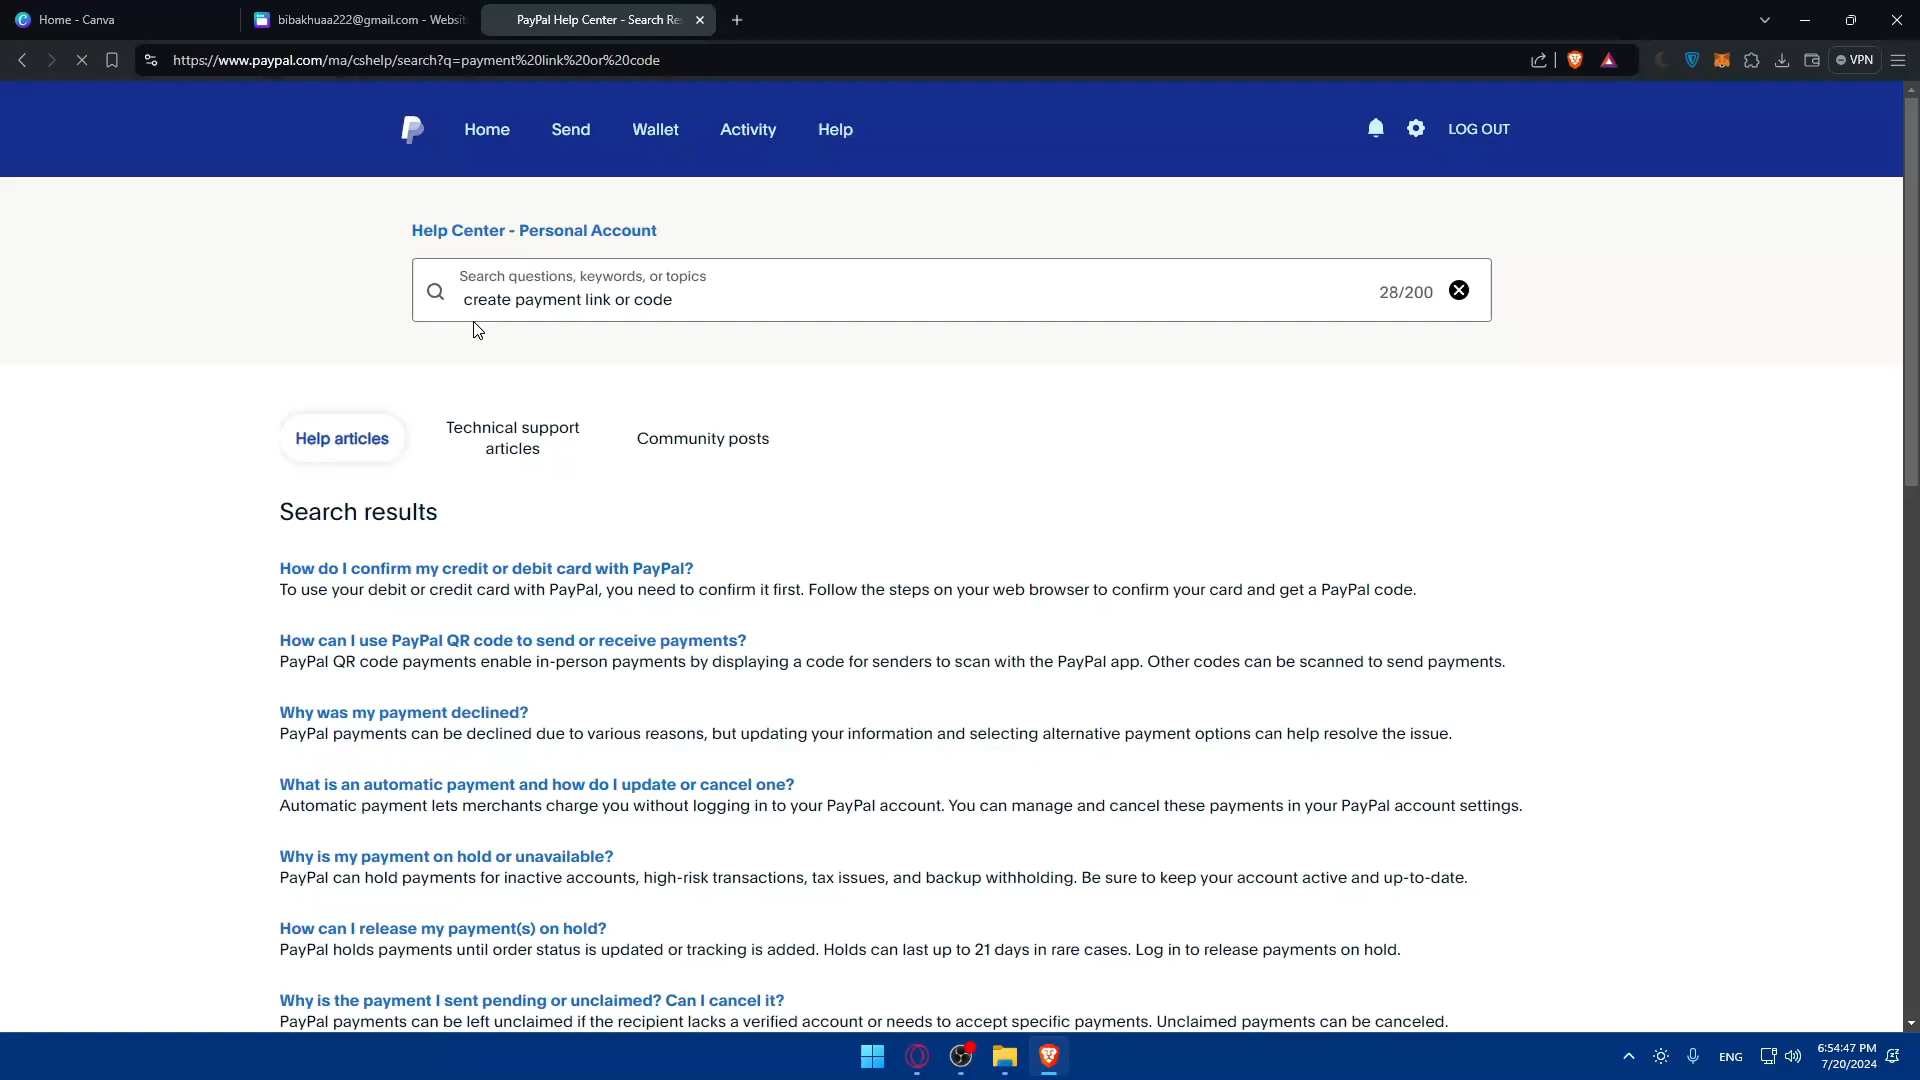 Home - Canva
bibakhuaa222@gmail.com - Websit
PayPal Help Center - Search Re
https://www.paypal.com/ma/cshelp/search?q=payment%20link%20or%20code
VPN
Home
Send
Wallet
Activity
Help
LOG OUT
Help Center - Personal Account
Search questions, keywords, or topics
create payment link or code
28/200
Help articles
Technical support
articles
Community posts
Search results
How do I confirm my credit or debit card with PayPal?
To use your debit or credit card with PayPal, you need to confirm it first. Follow the steps on your web browser to confirm your card and get a PayPal code.
How can I use PayPal QR code to send or receive payments?
PayPal QR code payments enable in-person payments by displaying a code for senders to scan with the PayPal app. Other codes can be scanned to send payments.
Why was my payment declined?
PayPal payments can be declined due to various reasons, but updating your information and selecting alternative payment options can help resolve the issue.
What is an automatic payment and how do I update or cancel one?
Automatic payment lets merchants charge you without logging in to your PayPal account. You can manage and cancel these payments in your PayPal account settings.
Why is my payment on hold or unavailable?
PayPal can hold payments for inactive accounts, high-risk transactions, tax issues, and backup withholding. Be sure to keep your account active and up-to-date.
How can I release my payment(s) on hold?
PayPal holds payments until order status is updated or tracking is added. Holds can last up to 21 days in rare cases. Log in to release payments on hold.
Why is the payment I sent pending or unclaimed? Can I cancel it?
PayPal payments can be left unclaimed if the recipient lacks a verified account or needs to accept specific payments. Unclaimed payments can be canceled.
ENG
6:54:47 PM
7/20/2024